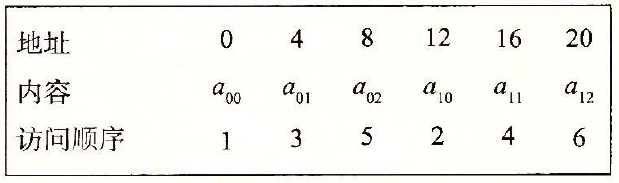 地址 0 4 8 12 16 20
内容 a₀₀ a₀₁ a₀₂ a₁₀ a₁₁ a₁₂
访问顺序 1 3 5 2 4 6